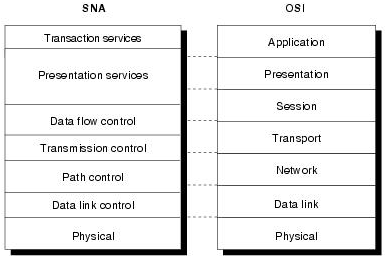 SNA
OSI
Transaction services
Presentation services
Data flow control
Transmission control
Path control
Data link control
Physical
Application
Presentation
Session
Transport
Network
Data link
Physical